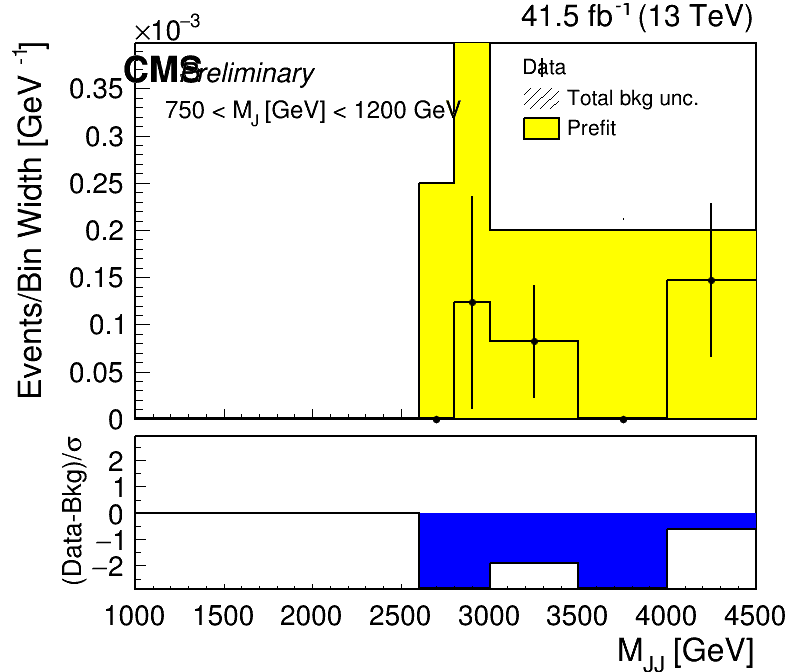 ×10⁻³ 41.5 fb⁻¹ (13 TeV)
CMS Preliminary
750 < M_J [GeV] < 1200 GeV
Data
Total bkg unc.
Prefit
Events/Bin Width [GeV⁻¹]
0.35
0.3
0.25
0.2
0.15
0.1
0.05
0
(Data-Bkg)/σ
2
1
0
−1
−2
1000 1500 2000 2500 3000 3500 4000 4500
M_JJ [GeV]